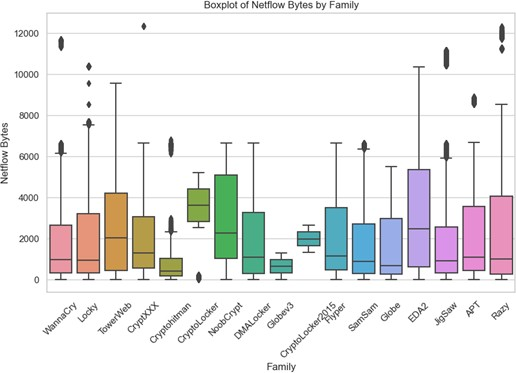 Boxplot of Netflow Bytes by Family
Netflow Bytes
12000
10000
8000
6000
4000
2000
0
WannaCry
Locky
TowerWeb
CryptXXX
Cryptohitman
CryptoLocker
NoobCrypt
DMALocker
Globev3
CryptoLocker2015
Flyper
SamSam
Globe
EDA2
JigSaw
APT
Razy
Family